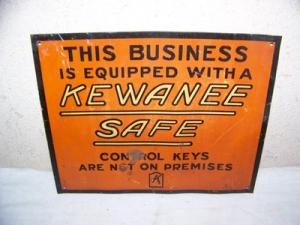 THIS BUSINESS
IS EQUIPPED WITH A
KEWANEE
SAFE
CONTROL KEYS
ARE NOT ON PREMISES